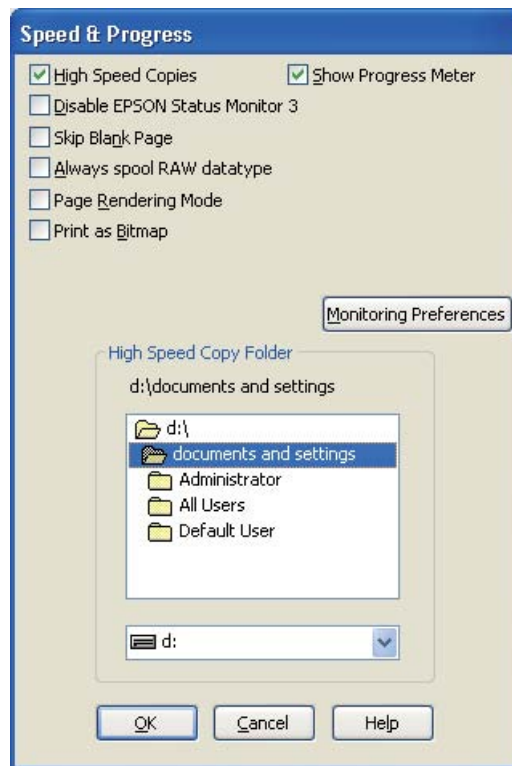 Speed & Progress
High Speed Copies Show Progress Meter
Disable EPSON Status Monitor 3
Skip Blank Page
Always spool RAW datatype
Page Rendering Mode
Print as Bitmap
Monitoring Preferences
High Speed Copy Folder
d:\documents and settings
d:\
documents and settings
Administrator
All Users
Default User
d:
OK Cancel Help